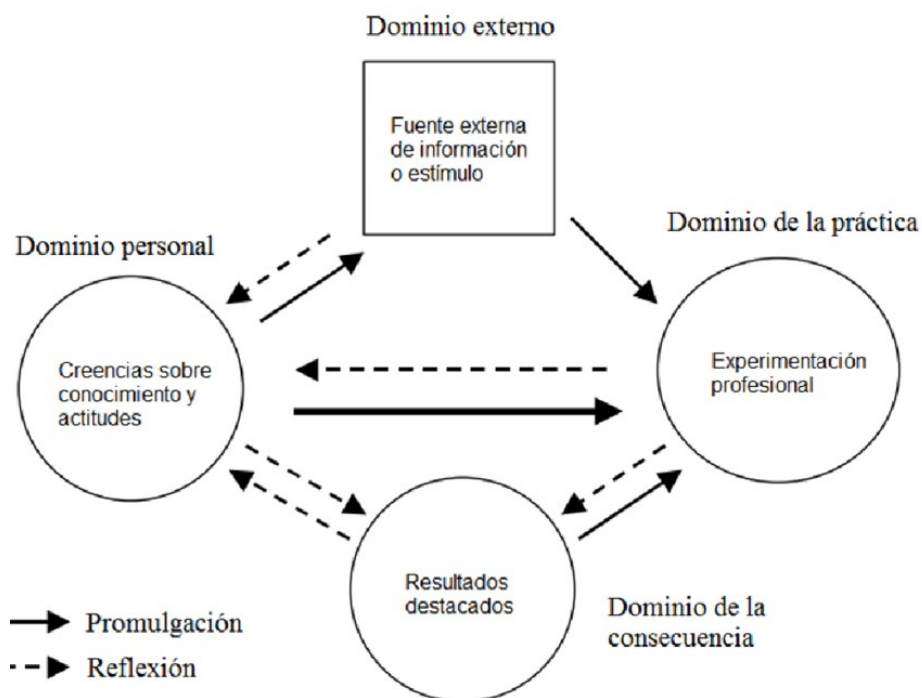 Dominio externo
Fuente externa
de información
o estímulo
Dominio de la práctica
Dominio personal
Creencias sobre
conocimiento y
actitudes
Experimentación
profesional
Resultados
destacados
Dominio de la
consecuencia
Promulgación
Reflexión